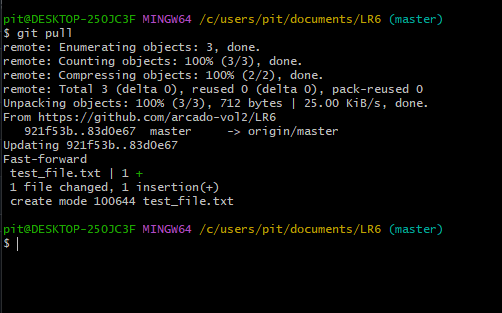 pit@DESKTOP-25OJC3F MINGW64 /c/users/pit/documents/LR6 (master)
$ git pull
remote: Enumerating objects: 3, done.
remote: Counting objects: 100% (3/3), done.
remote: Compressing objects: 100% (2/2), done.
remote: Total 3 (delta 0), reused 0 (delta 0), pack-reused 0
Unpacking objects: 100% (3/3), 712 bytes | 25.00 KiB/s, done.
From https://github.com/arcado-vol2/LR6
   921f53b..83d0e67  master     -> origin/master
Updating 921f53b..83d0e67
Fast-forward
 test_file.txt | 1 +
 1 file changed, 1 insertion(+)
 create mode 100644 test_file.txt
pit@DESKTOP-25OJC3F MINGW64 /c/users/pit/documents/LR6 (master)
$